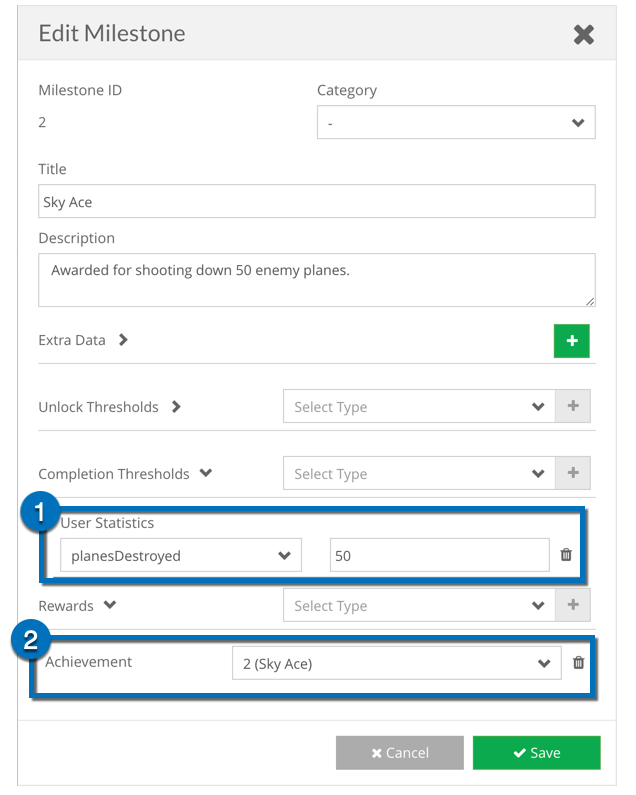 Edit Milestone
Milestone ID
Category
2
-
Title
Sky Ace
Description
Awarded for shooting down 50 enemy planes.
Extra Data
Unlock Thresholds
Select Type
Completion Thresholds
Select Type
1
User Statistics
planesDestroyed
50
Rewards
Select Type
2
Achievement
2 (Sky Ace)
Cancel
Save